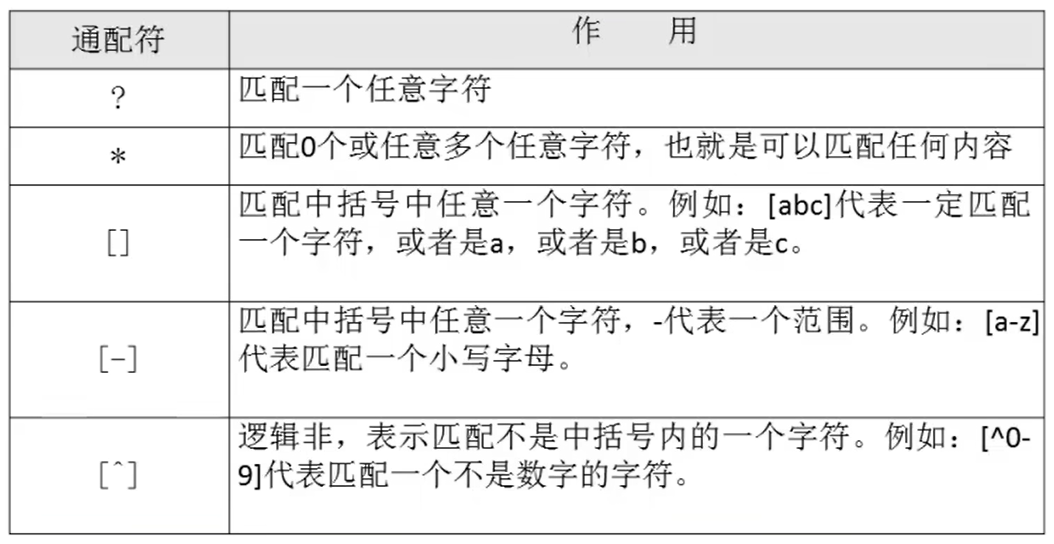 通配符 作 用
? 匹配一个任意字符
* 匹配0个或任意多个任意字符，也就是可以匹配任何内容
[] 匹配中括号中任意一个字符。例如：[abc]代表一定匹配
一个字符，或者是a，或者是b，或者是c。
[-] 匹配中括号中任意一个字符，-代表一个范围。例如：[a-z]
代表匹配一个小写字母。
[^] 逻辑非，表示匹配不是中括号内的一个字符。例如：[^0-
9]代表匹配一个不是数字的字符。